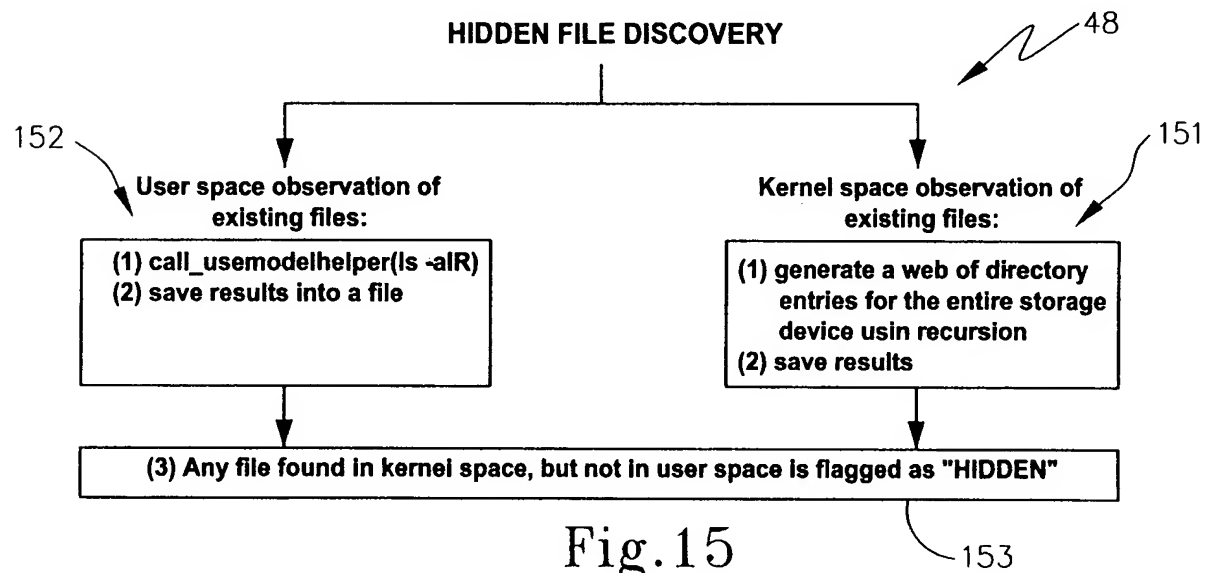 HIDDEN FILE DISCOVERY
48
152
151
User space observation of
existing files:
(1) call_usemodelhelper(ls -alR)
(2) save results into a file
Kernel space observation of
existing files:
(1) generate a web of directory
entries for the entire storage
device usin recursion
(2) save results
(3) Any file found in kernel space, but not in user space is flagged as "HIDDEN"
Fig.15
153